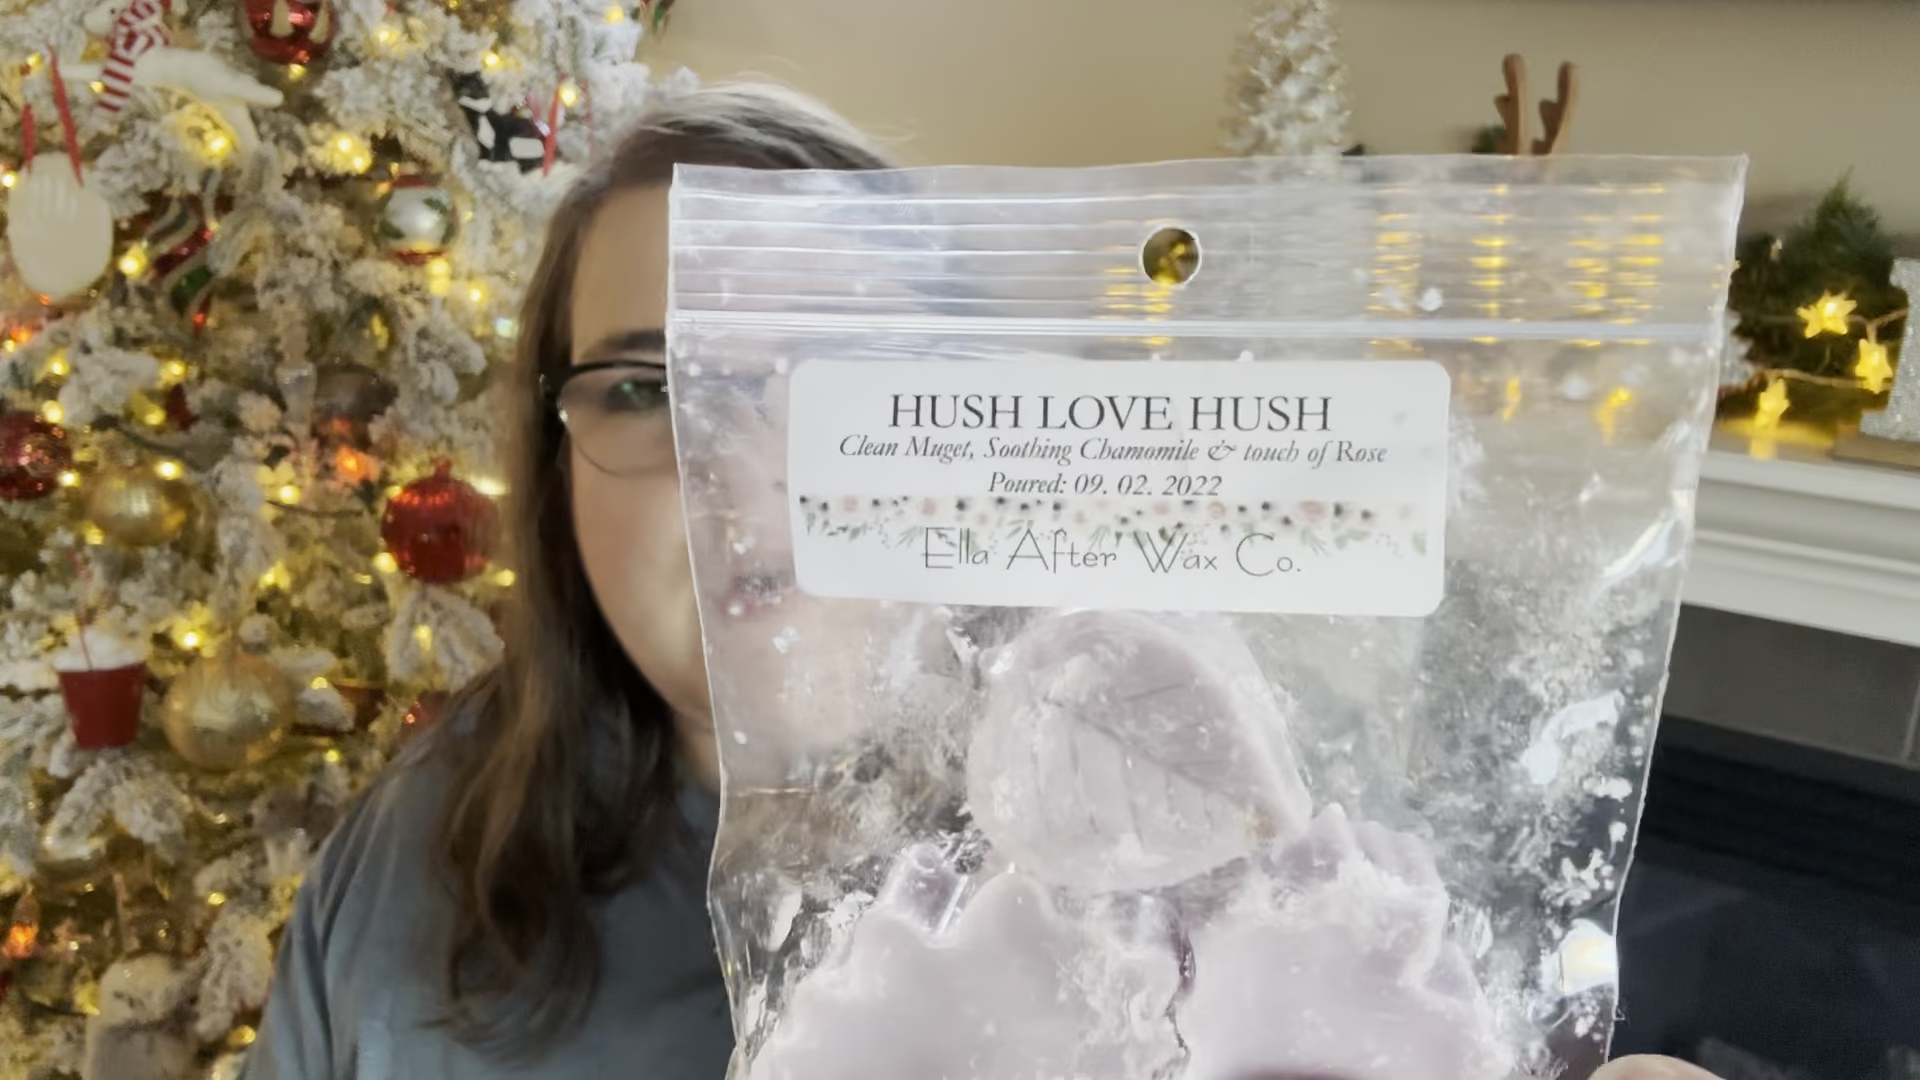 HUSH LOVE HUSH
Clean Muget, Soothing Chamomile & touch of Rose
Poured: 09. 02. 2022
Ella After Wax Co.